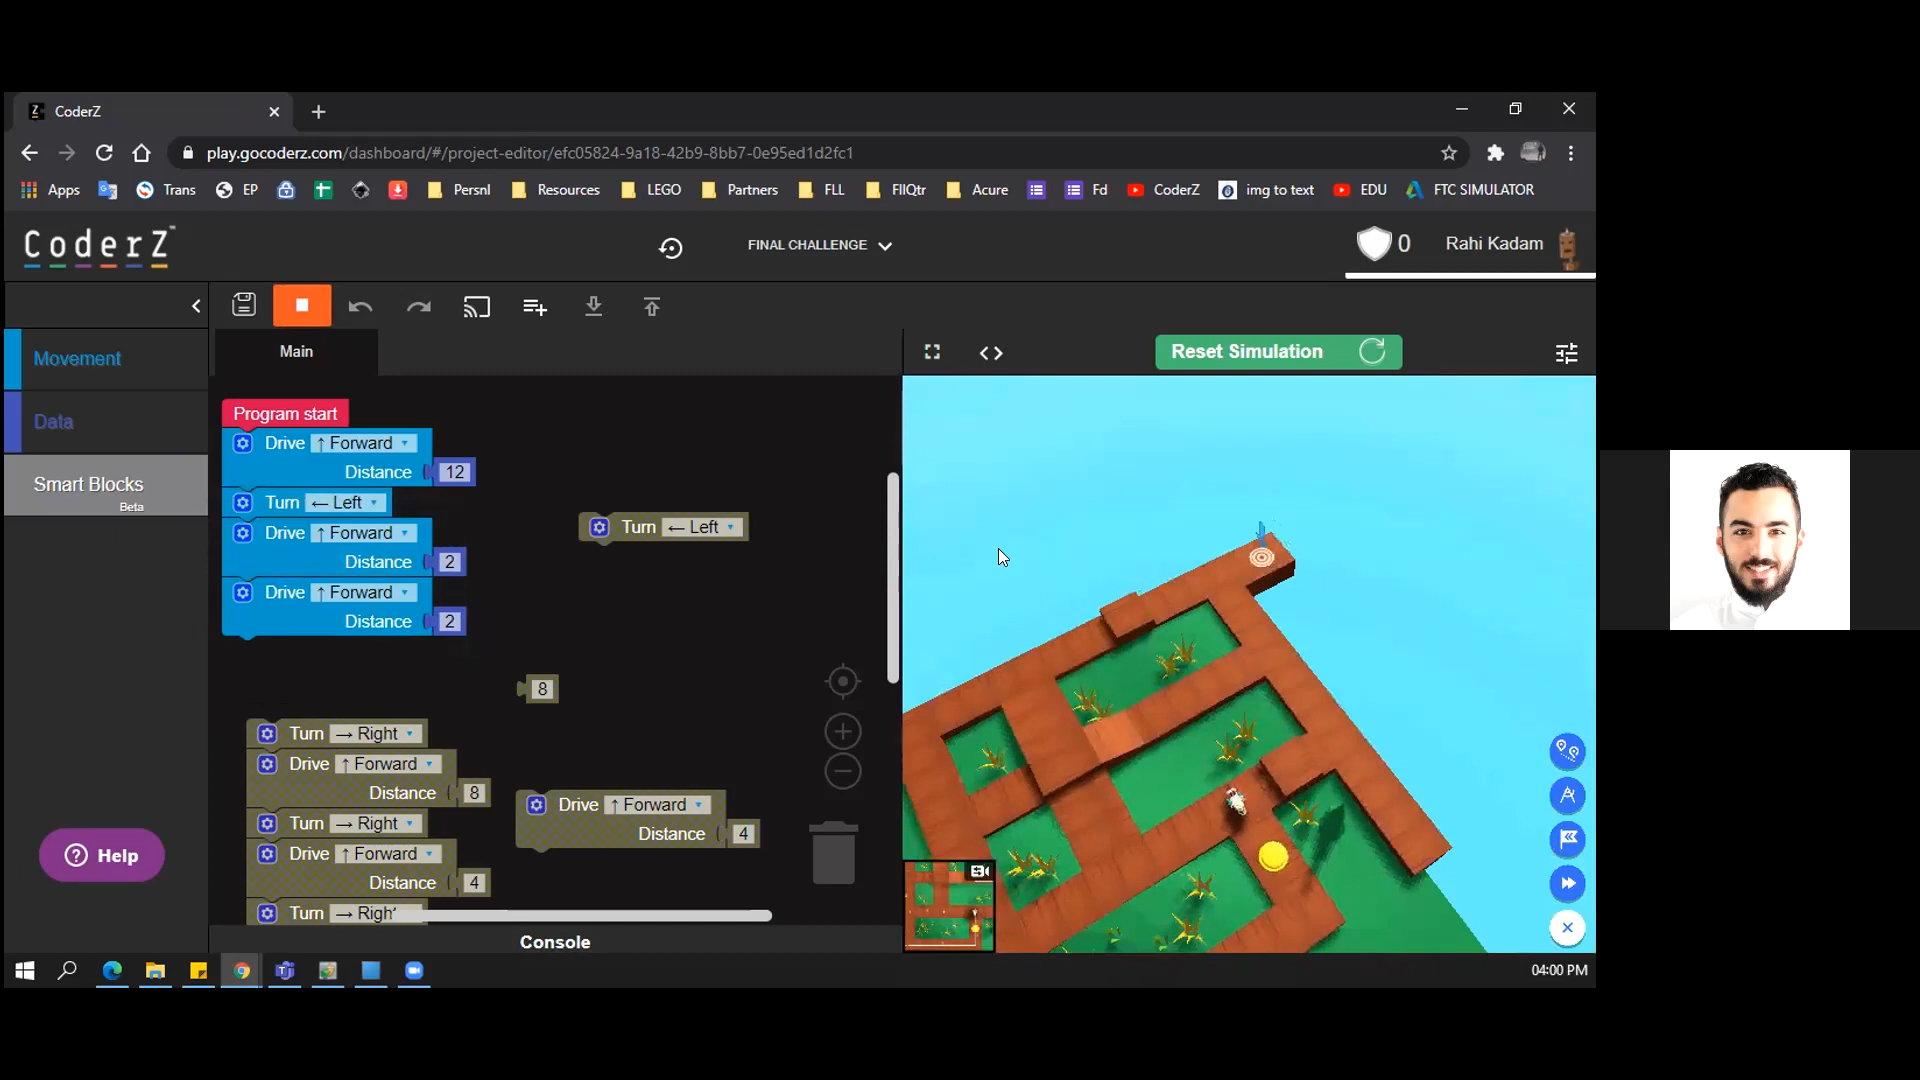 CoderZ
play.gocoderz.com/dashboard/#/project-editor/efc05824-9a18-42b9-8bb7-0e95ed1d2fc1
Apps Trans EP Persnl Resources LEGO Partners FLL FllQtr Acure Fd CoderZ img to text EDU FTC SIMULATOR
CoderZ™ FINAL CHALLENGE 0 Rahi Kadam
Main
Reset Simulation
Movement
Data
Smart Blocks
Beta
Help
Program start
Drive ↑ Forward
Distance 12
Turn ← Left
Drive ↑ Forward
Distance 2
Drive ↑ Forward
Distance 2
Turn ← Left
8
Turn → Right
Drive ↑ Forward
Distance 8
Turn → Right
Drive ↑ Forward
Distance 4
Turn → Right
Drive ↑ Forward
Distance 4
Console
04:00 PM